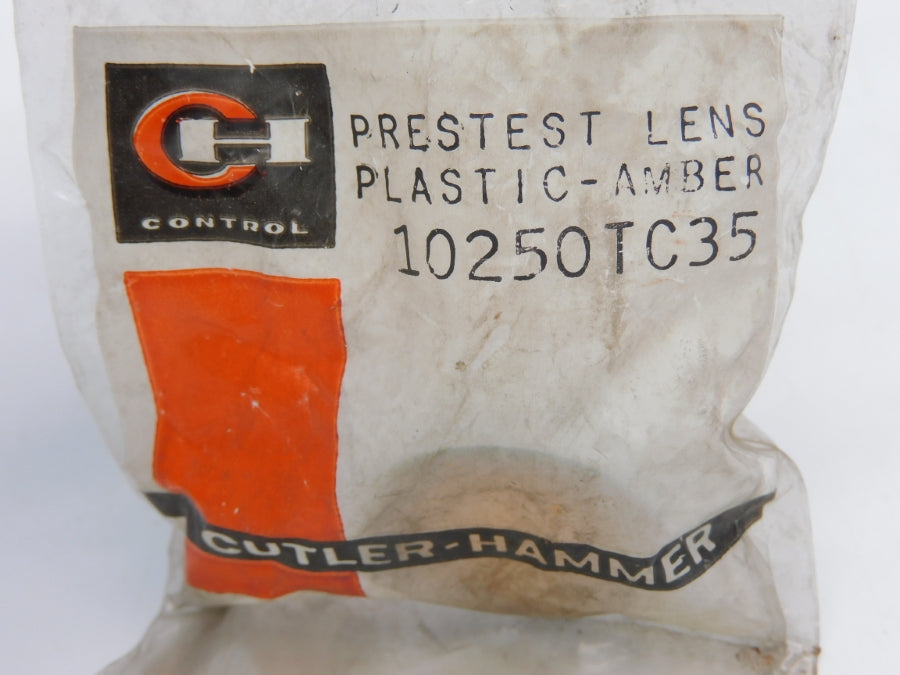 CH
CONTROL
PRESTEST LENS
PLASTIC-AMBER
10250TC35
CUTLER-HAMMER